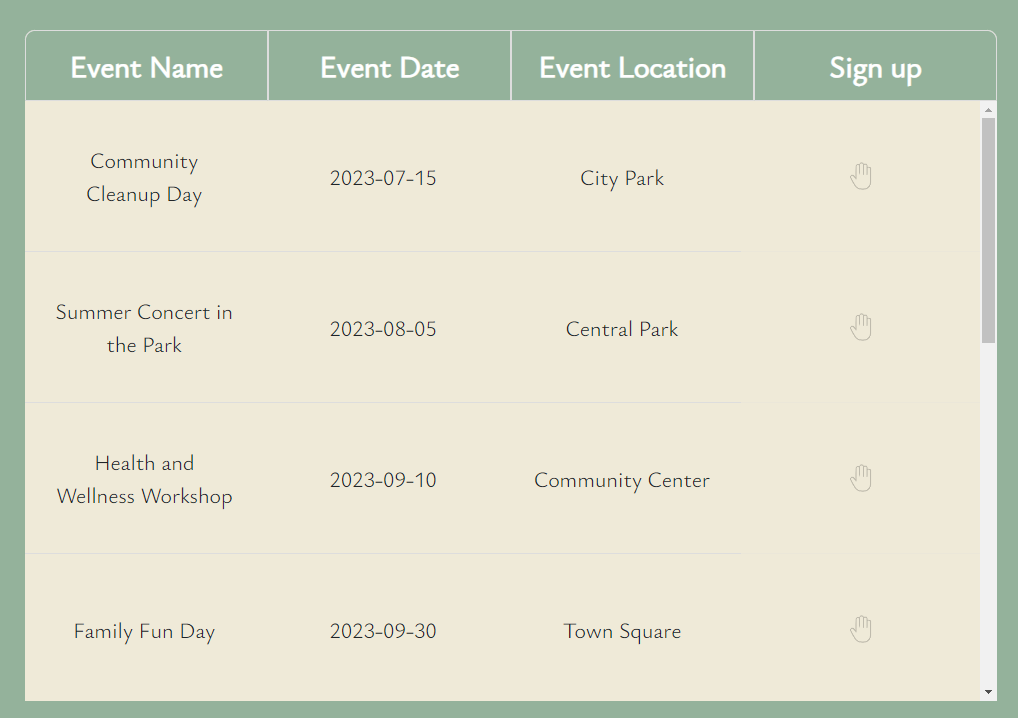 Event Name Event Date Event Location Sign up
Community
Cleanup Day
2023-07-15
City Park
Summer Concert in
the Park
2023-08-05
Central Park
Health and
Wellness Workshop
2023-09-10
Community Center
Family Fun Day
2023-09-30
Town Square